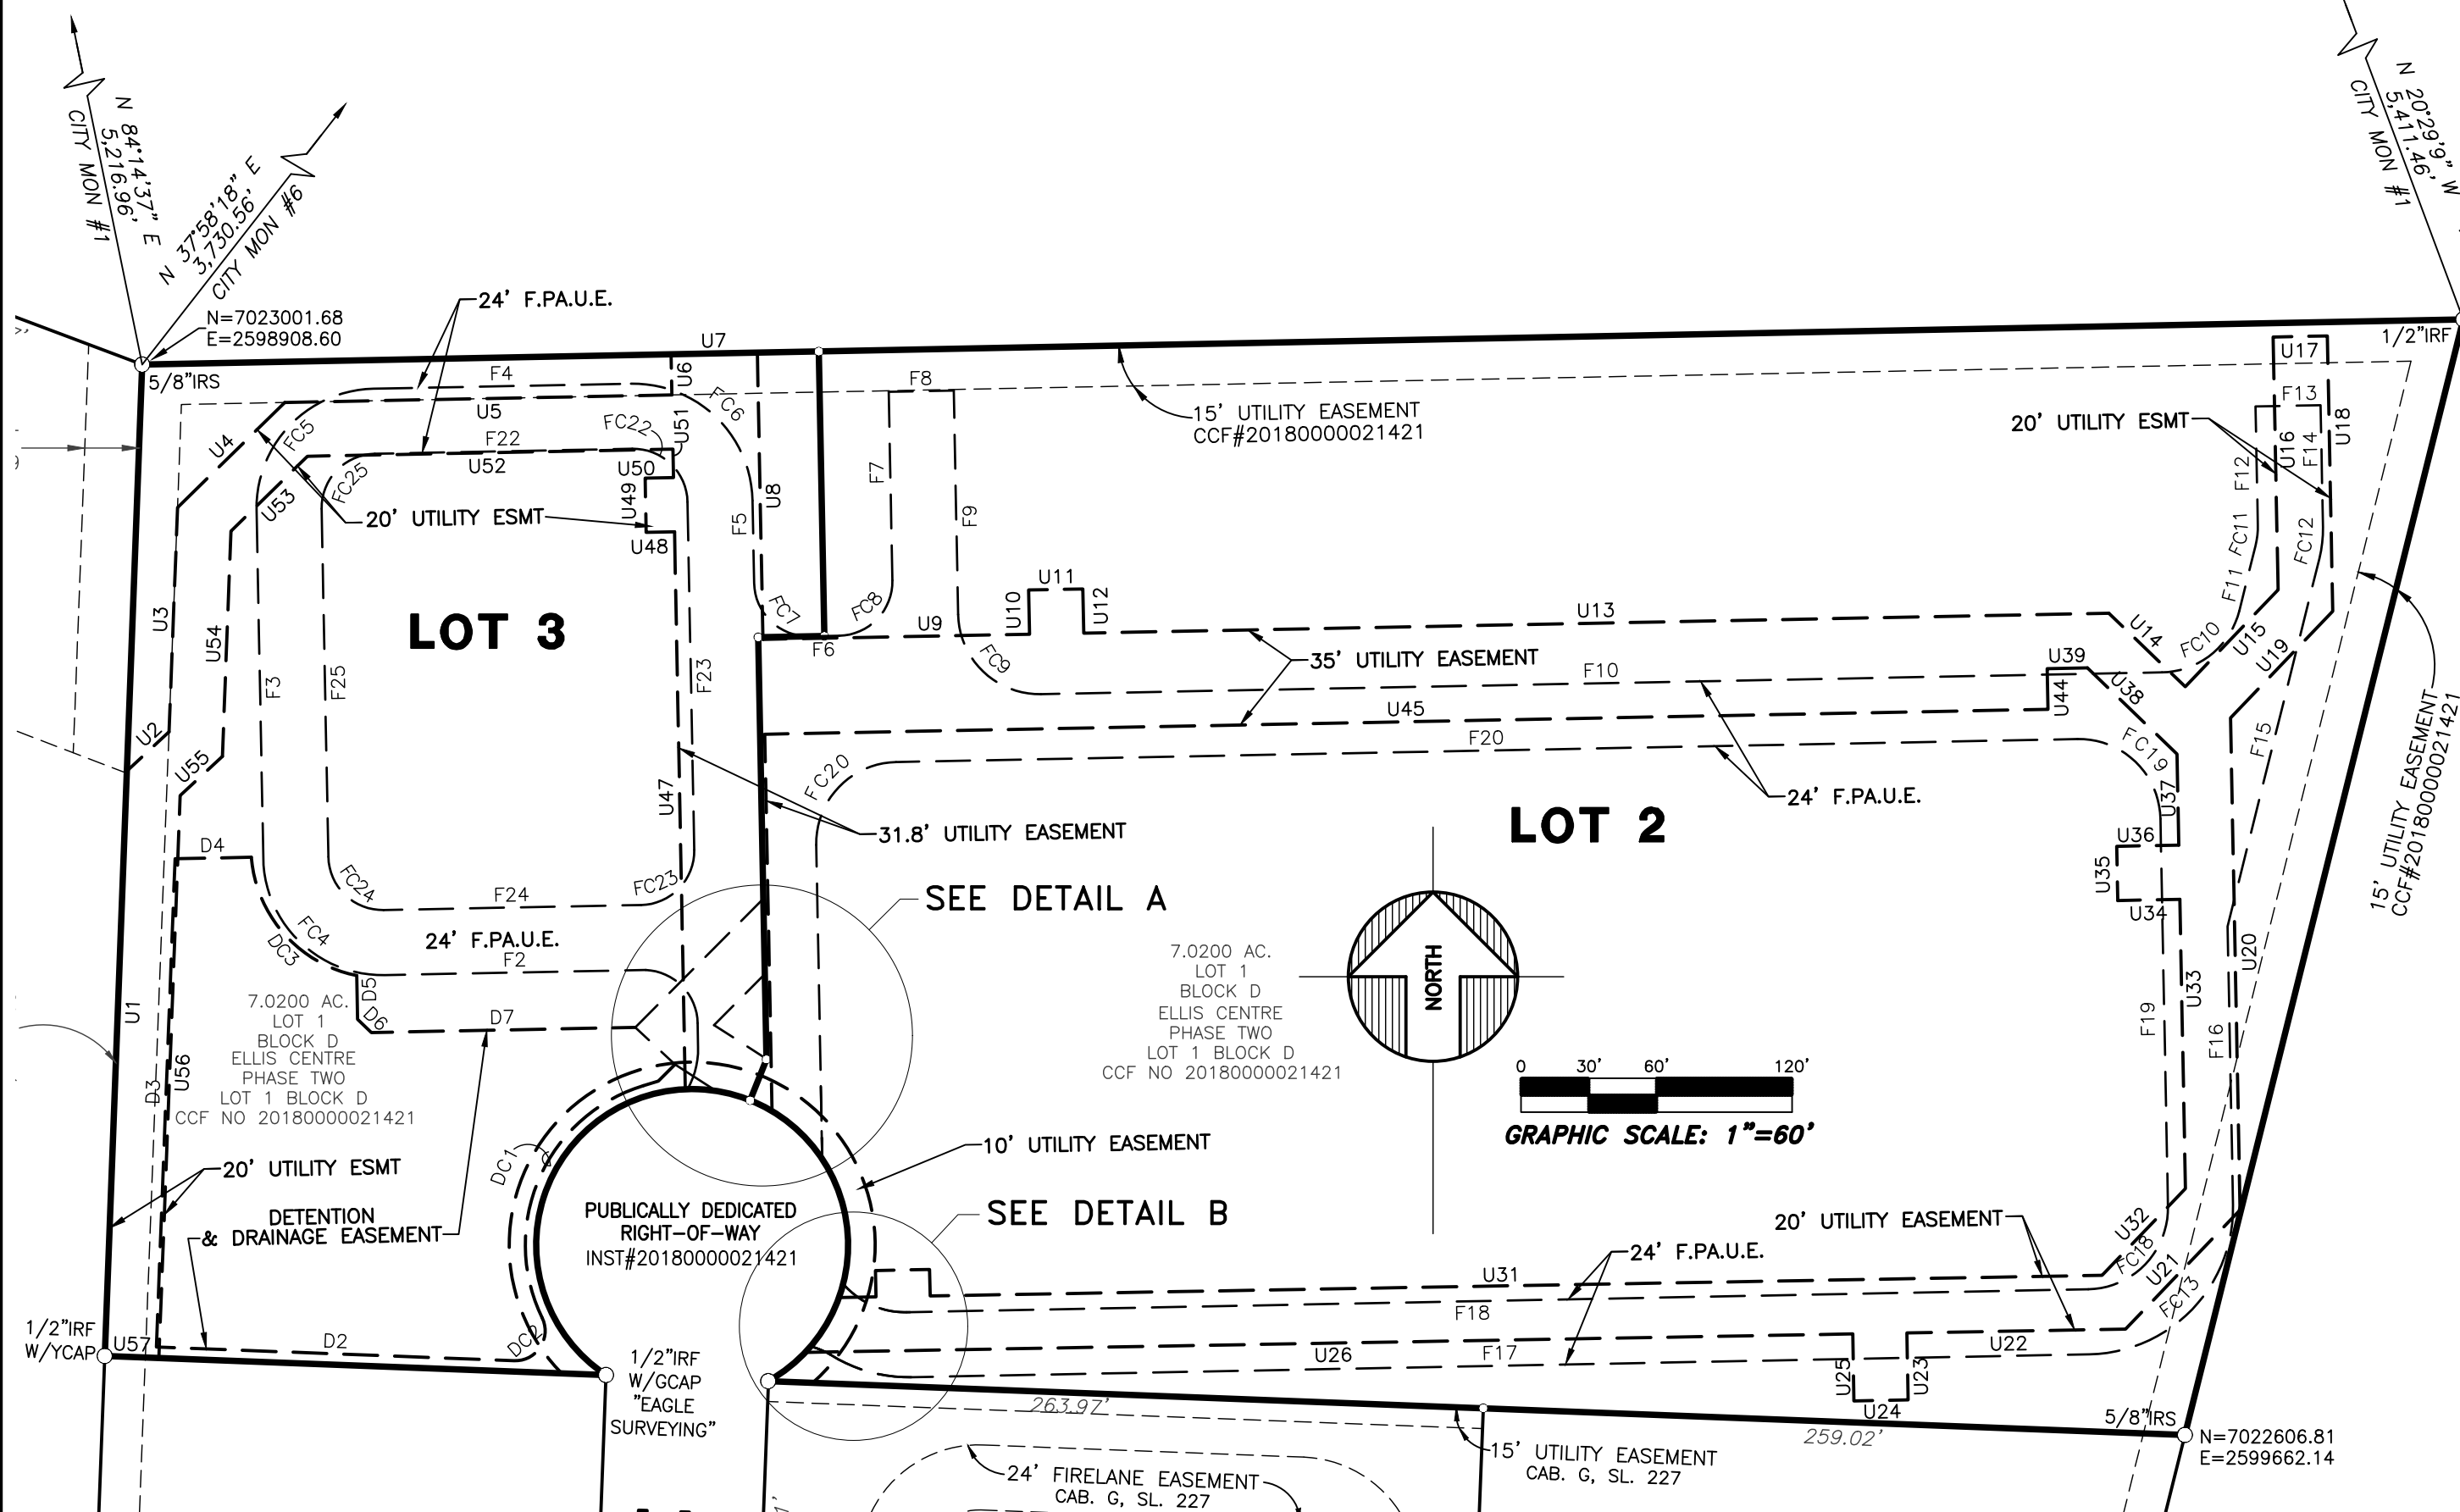 N 84°14'37" E
5,216.96'
CITY MON #1
N 37°58'18" E
3,730.56'
CITY MON #6
N 20°29'9" W
5,411.46'
CITY MON #1
N=7023001.68
E=2598908.60
5/8"IRS
24' F.PA.U.E.
U7
1/2"IRF
F4
U5
U6
FC6
F8
15' UTILITY EASEMENT
CCF#20180000021421
U17
F13
20' UTILITY ESMT
U4
FC5
F22
U52
FC22
U51
U50
U49
U48
U53
FC25
20' UTILITY ESMT
F5
U8
F7
F9
F12
U16
F14
U18
FC11
FC12
F11
LOT 3
U3
U54
F3
F25
F23
FC7
FC8
F6
U9
U10
U11
U12
FC9
35' UTILITY EASEMENT
U13
F10
U14
FC10
U15
U19
U39
U38
U44
U45
F20
24' F.PA.U.E.
F15
15' UTILITY EASEMENT
CCF#20180000021421
U2
U55
U47
FC20
31.8' UTILITY EASEMENT
LOT 2
FC19
U37
U36
U35
U34
D4
FC24
F24
FC23
SEE DETAIL A
DC3
FC4
24' F.PA.U.E.
F2
D5
D6
D7
U1
7.0200 AC.
LOT 1
BLOCK D
ELLIS CENTRE
PHASE TWO
LOT 1 BLOCK D
CCF NO 20180000021421
7.0200 AC.
LOT 1
BLOCK D
ELLIS CENTRE
PHASE TWO
LOT 1 BLOCK D
CCF NO 20180000021421
NORTH
0 30' 60' 120'
GRAPHIC SCALE: 1"=60'
U33
U20
F19
F16
U56
D3
DC1
10' UTILITY EASEMENT
20' UTILITY ESMT
DETENTION
& DRAINAGE EASEMENT
PUBLICALLY DEDICATED
RIGHT-OF-WAY
INST#20180000021421
SEE DETAIL B
20' UTILITY EASEMENT
24' F.PA.U.E.
U31
F18
U32
FC18
U21
FC13
1/2"IRF
W/YCAP
U57
D2
DC2
1/2"IRF
W/GCAP
"EAGLE
SURVEYING"
U26
F17
U25
U23
U22
U24
5/8"IRS
N=7022606.81
E=2599662.14
263.97'
259.02'
15' UTILITY EASEMENT
CAB. G, SL. 227
24' FIRELANE EASEMENT
CAB. G, SL. 227